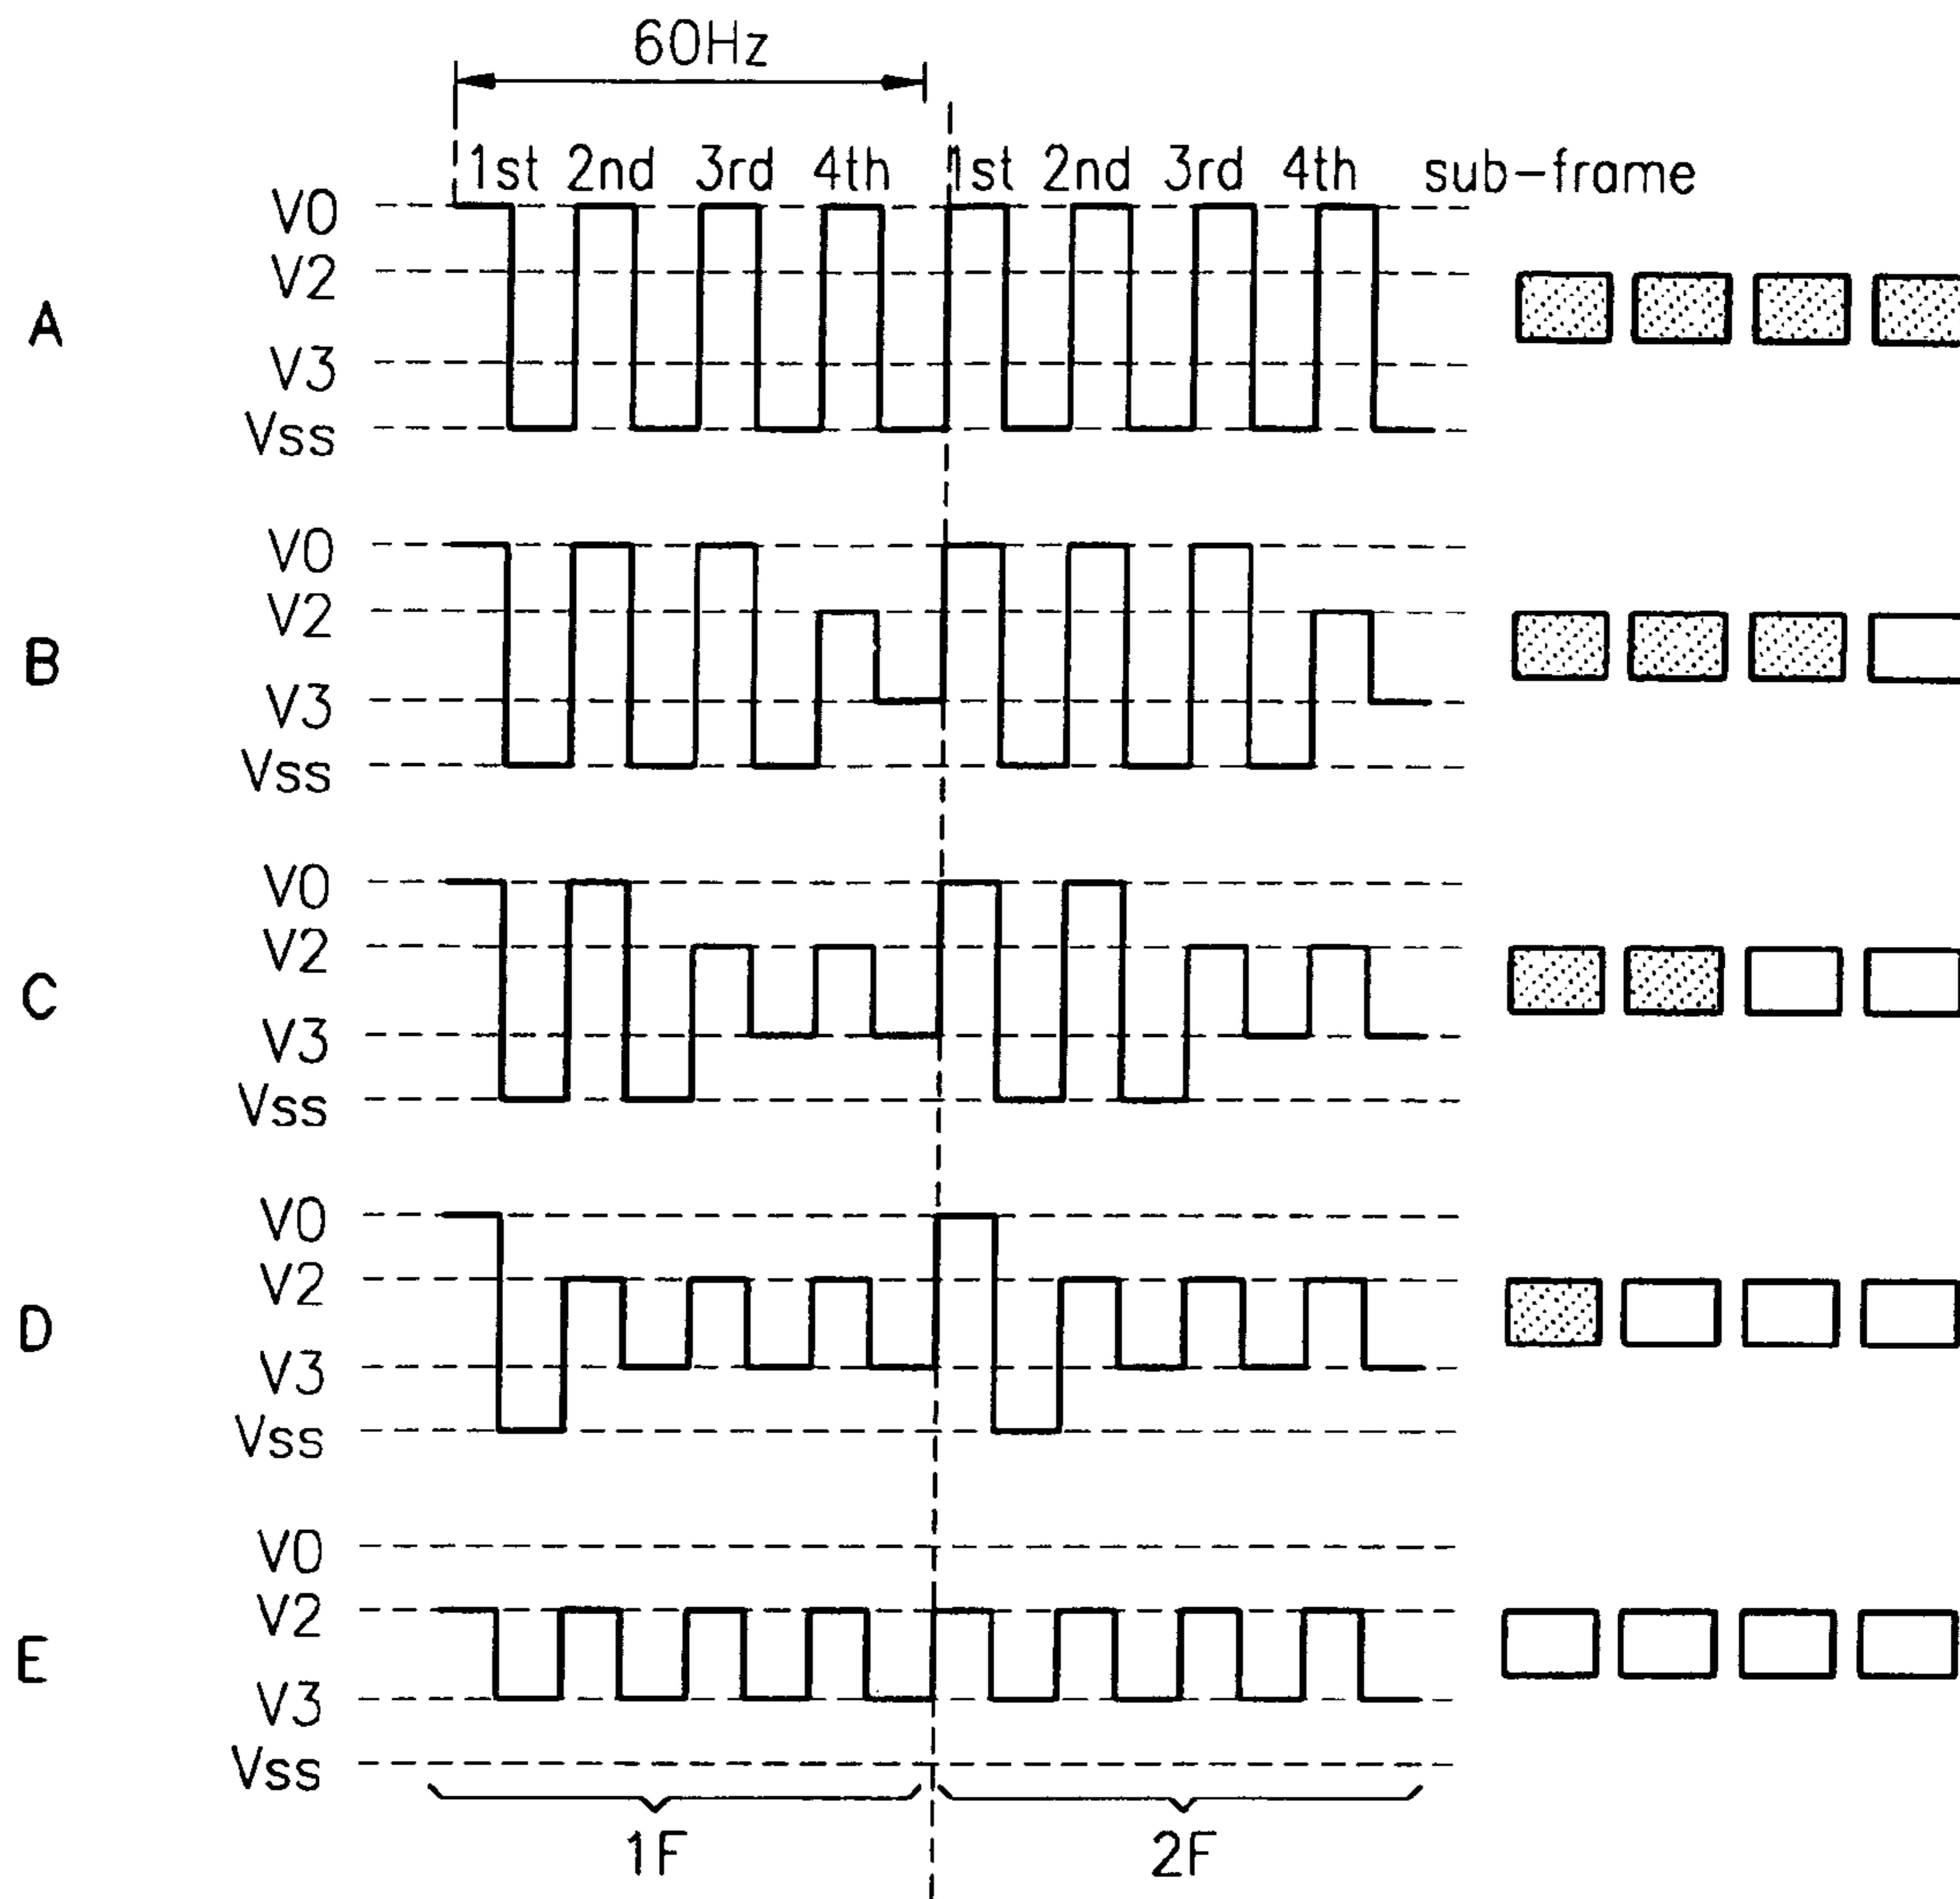 60Hz
1st 2nd 3rd 4th 1st 2nd 3rd 4th sub-frame
A
V0
V2
V3
Vss
B
V0
V2
V3
Vss
C
V0
V2
V3
Vss
D
V0
V2
V3
Vss
E
V0
V2
V3
Vss
1F 2F